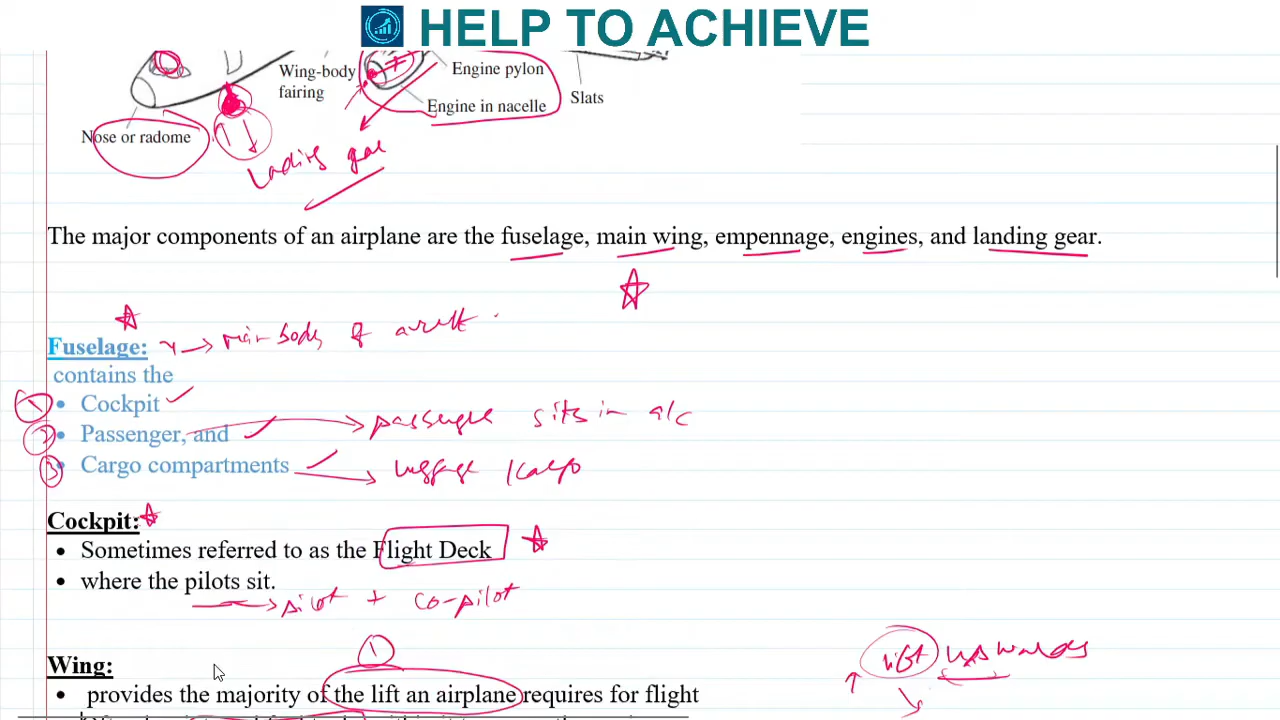 HELP TO ACHIEVE
Wing-body
fairing
Engine pylon
Engine in nacelle
Slats
Nose or radome
gear
The major components of an airplane are the fuselage, main wing, empennage, engines, and landing gear.
Fuselage: → main body of
contains the
① • Cockpit
② • Passenger, and → passenger sits in a/c
③ • Cargo compartments → luggage / cargo
Cockpit:
• Sometimes referred to as the Flight Deck
• where the pilots sit.
→ pilot + co-pilot
①
Wing:
lift upwards
• provides the majority of the lift an airplane requires for flight